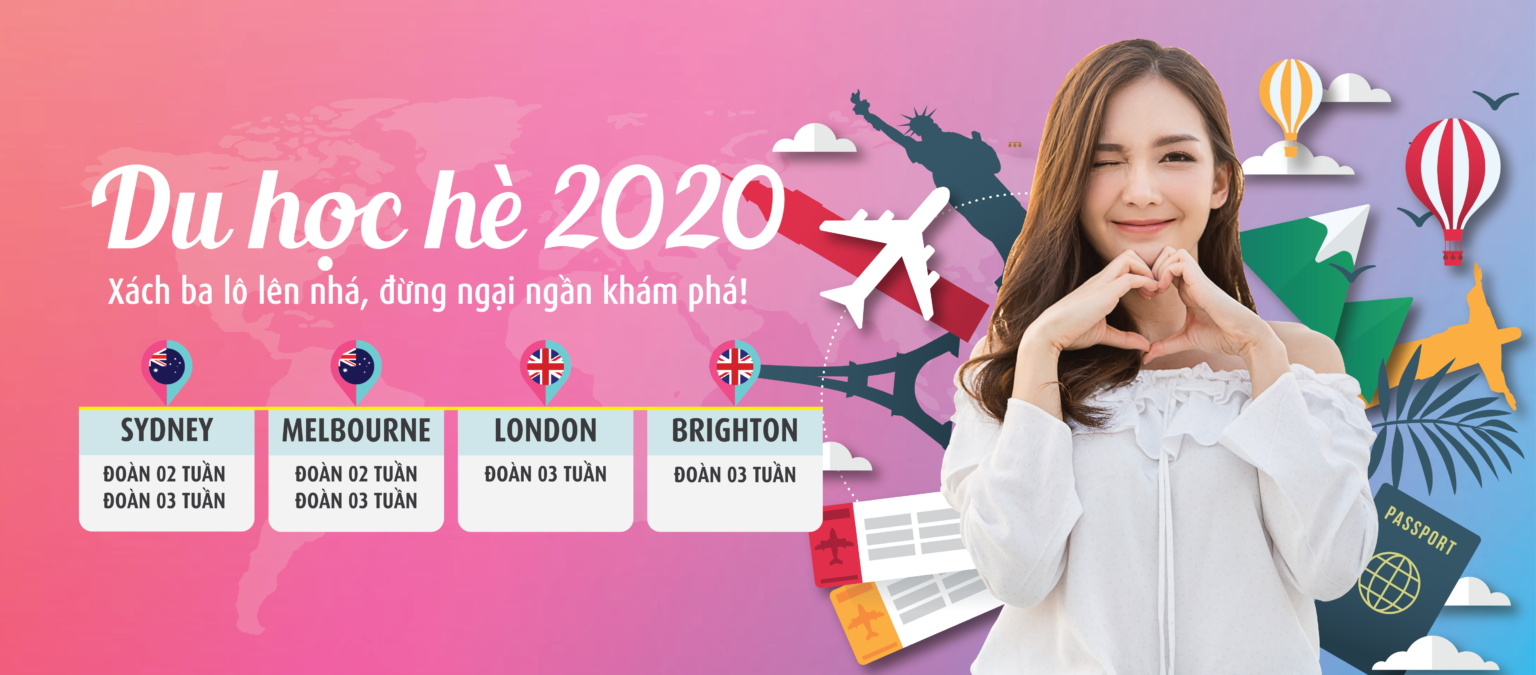 Du học hè 2020
Xách ba lô lên nhá, đừng ngại ngần khám phá!
SYDNEY
ĐOÀN 02 TUẦN
ĐOÀN 03 TUẦN
MELBOURNE
ĐOÀN 02 TUẦN
ĐOÀN 03 TUẦN
LONDON
ĐOÀN 03 TUẦN
BRIGHTON
ĐOÀN 03 TUẦN
PASSPORT